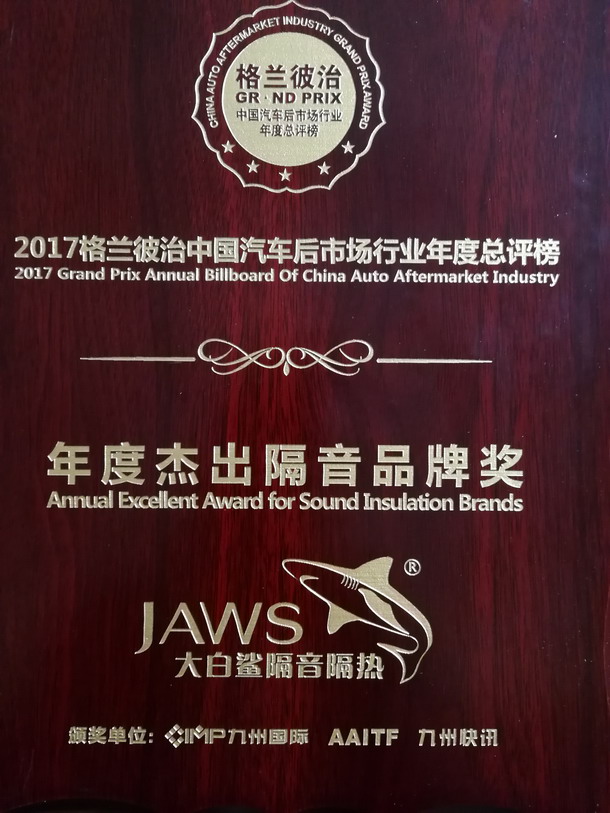 CHINA AUTO AFTERMARKET INDUSTRY GRAND PRIX AWARD
格兰彼治
GR·ND PRIX
中国汽车后市场行业
年度总评榜
2017格兰彼治中国汽车后市场行业年度总评榜
2017 Grand Prix Annual Billboard Of China Auto Aftermarket Industry
年度杰出隔音品牌奖
Annual Excellent Award for Sound Insulation Brands
JAWS®
大白鲨隔音隔热
颁奖单位: IMP九州国际 AAITF 九州快讯